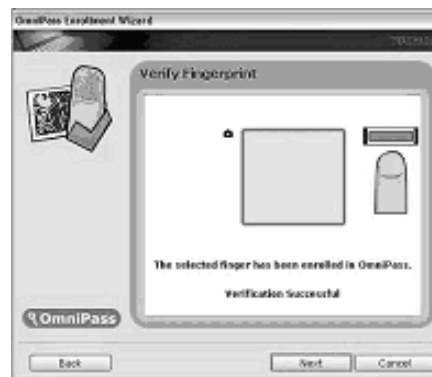 OmniPass Enrollment Wizard
Verify Fingerprint
The selected finger has been enrolled in OmniPass.
Verification Successful
OmniPass
Back
Next
Cancel